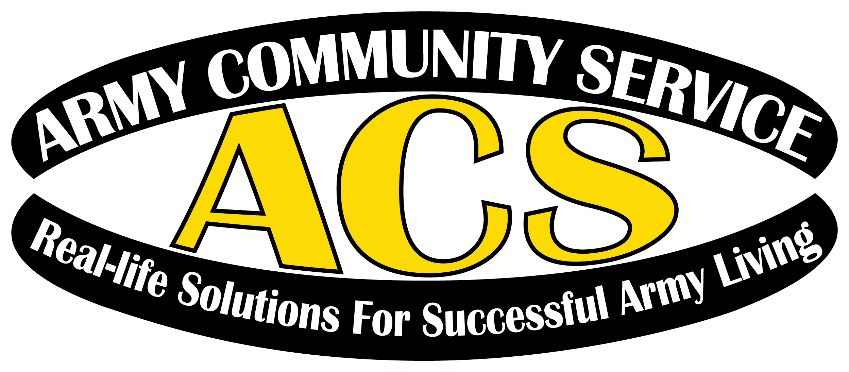 ARMY COMMUNITY SERVICE
ACS
Real-life Solutions For Successful Army Living